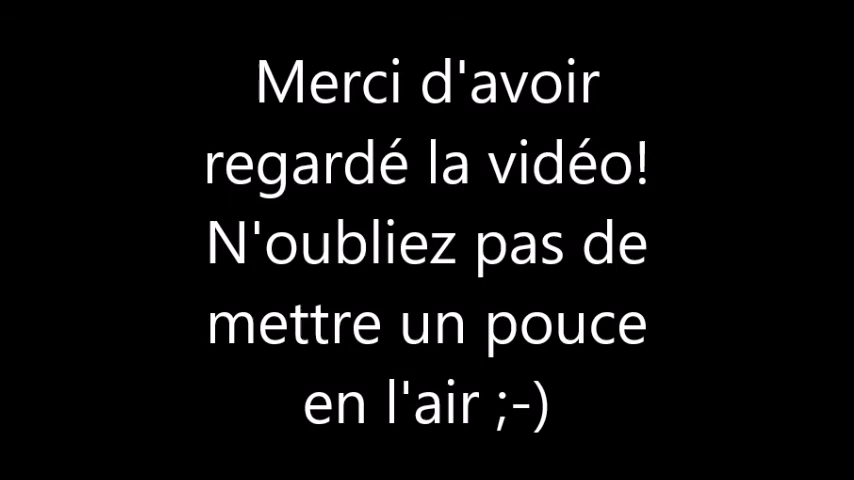 Merci d'avoir
regardé la vidéo!
N'oubliez pas de
mettre un pouce
en l'air ;-)